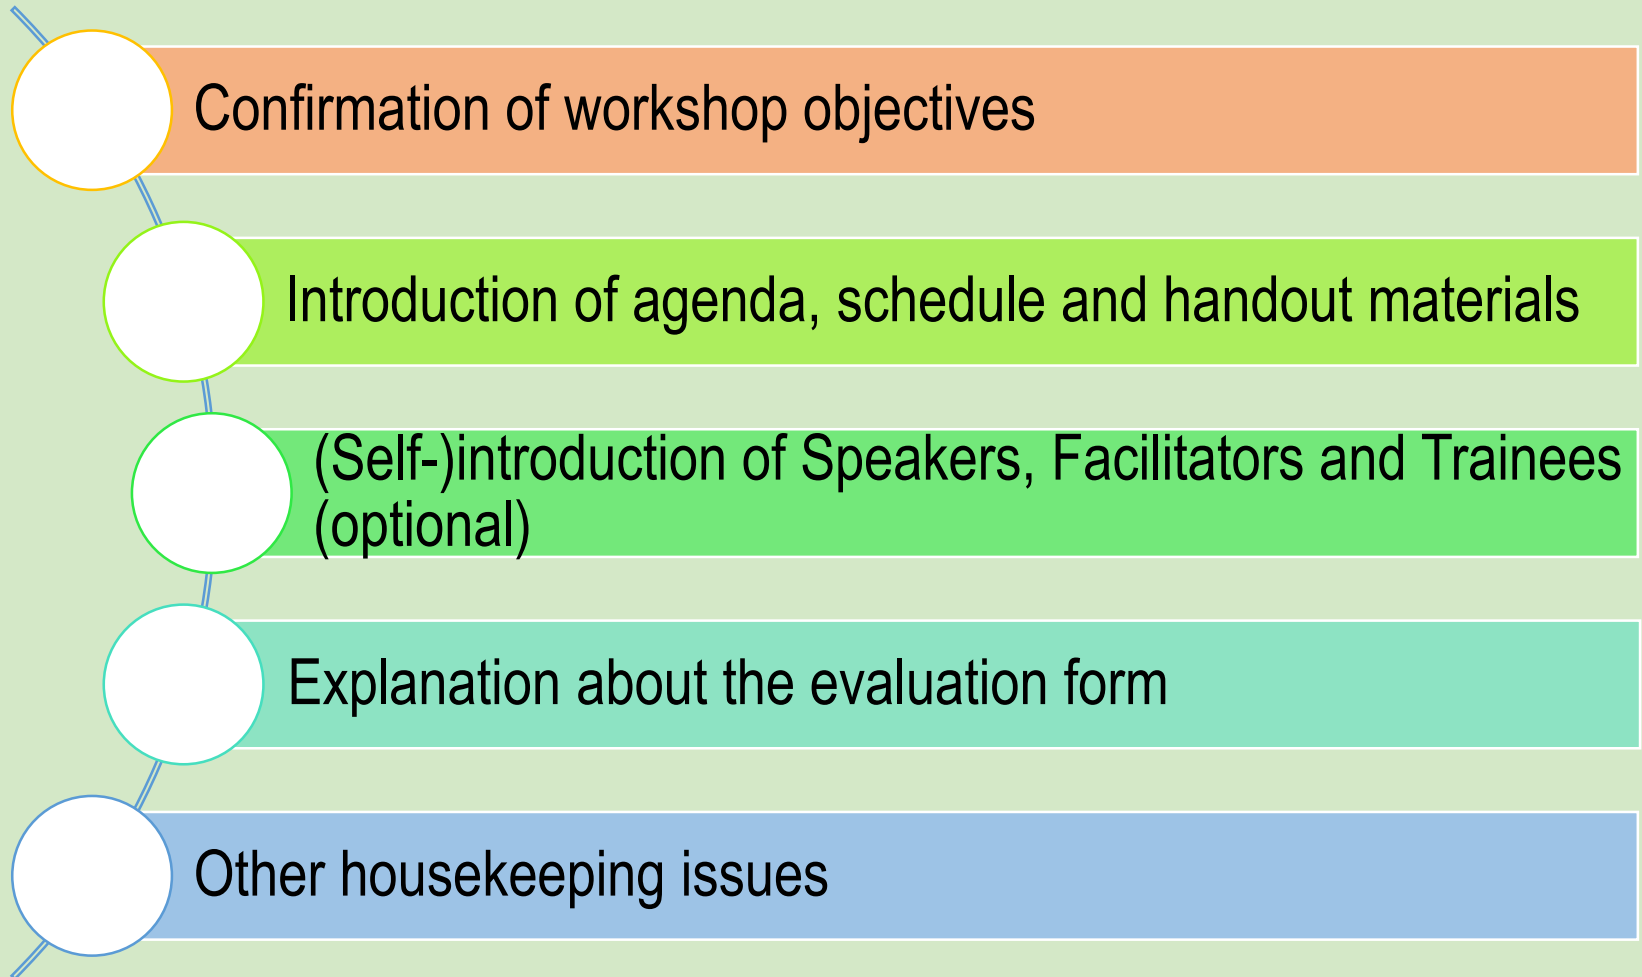 Confirmation of workshop objectives
Introduction of agenda, schedule and handout materials
(Self-)introduction of Speakers, Facilitators and Trainees
(optional)
Explanation about the evaluation form
Other housekeeping issues